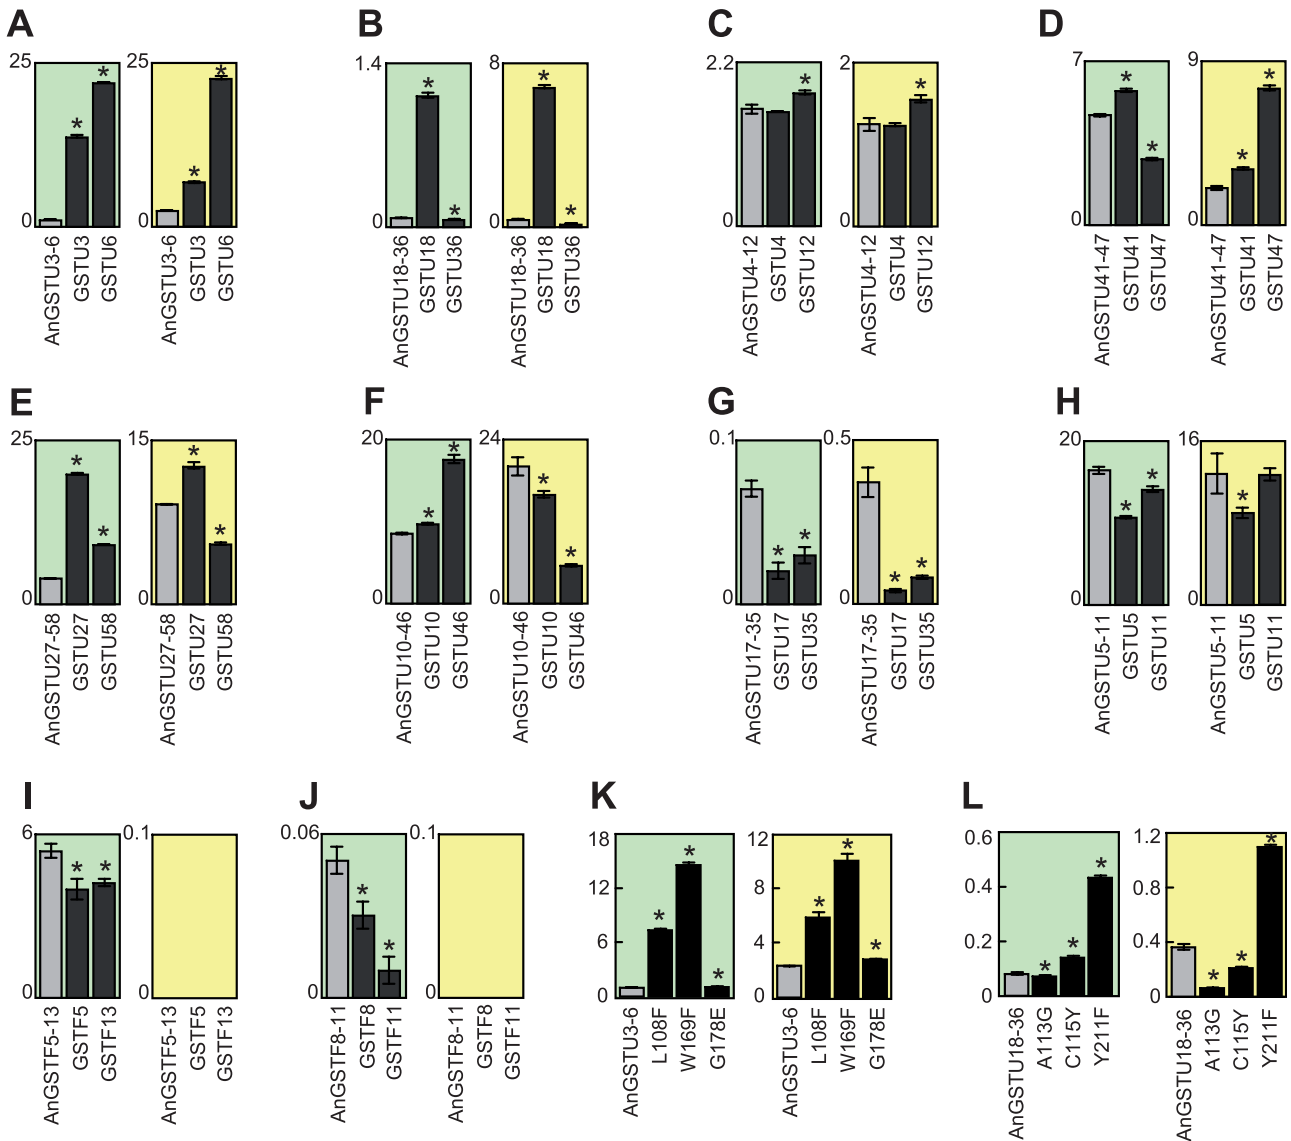 A
25
0
*
*
AnGSTU3-6
GSTU3
GSTU6
25
0
*
*
AnGSTU3-6
GSTU3
GSTU6
B
1.4
0
*
*
AnGSTU18-36
GSTU18
GSTU36
8
0
*
*
AnGSTU18-36
GSTU18
GSTU36
C
2.2
0
*
AnGSTU4-12
GSTU4
GSTU12
2
0
*
AnGSTU4-12
GSTU4
GSTU12
D
7
0
*
*
AnGSTU41-47
GSTU41
GSTU47
9
0
*
*
AnGSTU41-47
GSTU41
GSTU47
E
25
0
*
*
AnGSTU27-58
GSTU27
GSTU58
15
0
*
*
AnGSTU27-58
GSTU27
GSTU58
F
20
0
*
*
AnGSTU10-46
GSTU10
GSTU46
24
0
*
*
AnGSTU10-46
GSTU10
GSTU46
G
0.1
0
*
*
AnGSTU17-35
GSTU17
GSTU35
0.5
0
*
*
AnGSTU17-35
GSTU17
GSTU35
H
20
0
*
*
AnGSTU5-11
GSTU5
GSTU11
16
0
*
AnGSTU5-11
GSTU5
GSTU11
I
6
0
*
*
AnGSTF5-13
GSTF5
GSTF13
0.1
0
AnGSTF5-13
GSTF5
GSTF13
J
0.06
0
*
*
AnGSTF8-11
GSTF8
GSTF11
0.1
0
AnGSTF8-11
GSTF8
GSTF11
K
18
12
6
0
*
*
*
AnGSTU3-6
L108F
W169F
G178E
12
8
4
0
*
*
*
AnGSTU3-6
L108F
W169F
G178E
L
0.6
0.4
0.2
0
*
*
*
AnGSTU18-36
A113G
C115Y
Y211F
1.2
0.8
0.4
0
*
*
*
AnGSTU18-36
A113G
C115Y
Y211F